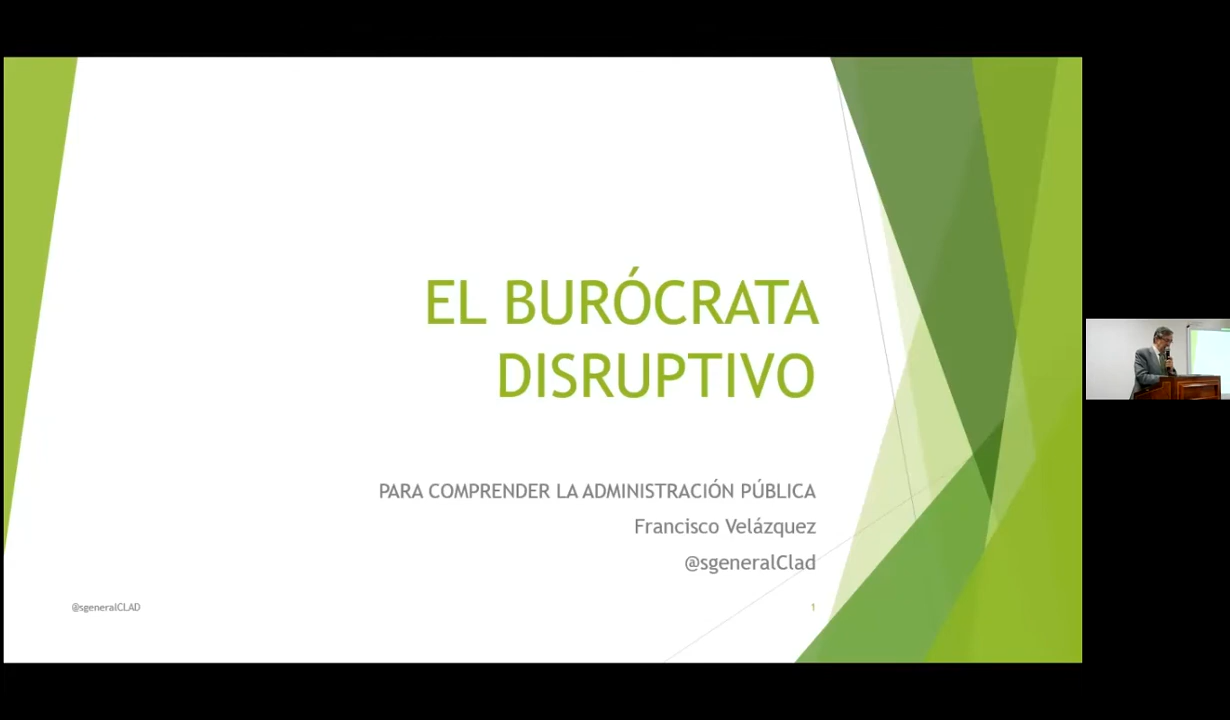 EL BURÓCRATA
DISRUPTIVO
PARA COMPRENDER LA ADMINISTRACIÓN PÚBLICA
Francisco Velázquez
@sgeneralClad
@sgeneralCLAD
1